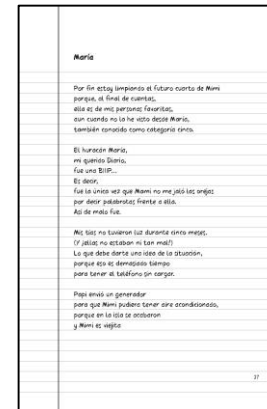 María
Por fin estoy limpiando el futuro cuarto de Mimi
porque, al final de cuentas,
ella es de mis personas favoritas,
aun cuando no la he visto desde María,
también conocido como categoría cinco.
El huracán María,
mi querido Diario,
fue una BIIP...
Es decir,
fue la única vez que Mami no me jaló las orejas
por decir palabrotas frente a ella.
Así de malo fue.
Mis tías no tuvieron luz durante cinco meses.
(Y ¡ellas no estaban ni tan mal!)
Lo que debe darte una idea de la situación,
porque eso es demasiado tiempo
para tener el teléfono sin cargar.
Papi envió un generador
para que Mimi pudiera tener aire acondicionado,
porque en la isla se acabaron
y Mimi es viejita